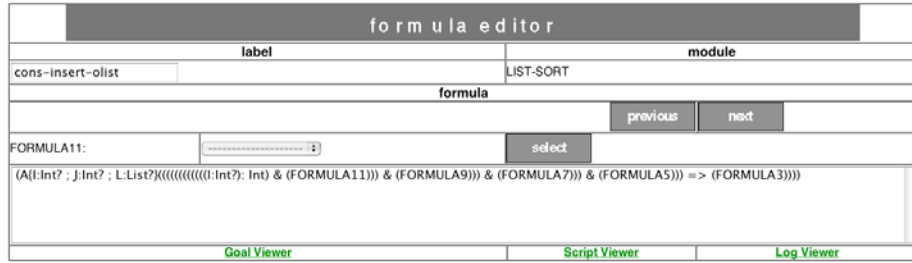 formula editor
label module
cons-insert-olist LIST-SORT
formula
previous next
FORMULA11: -------------------- select
(A{I:Int? ; J:Int? ; L:List?}((((((((((((I:Int?): Int) & (FORMULA11))) & (FORMULA9))) & (FORMULA7))) & (FORMULA5))) => (FORMULA3))))
Goal Viewer Script Viewer Log Viewer